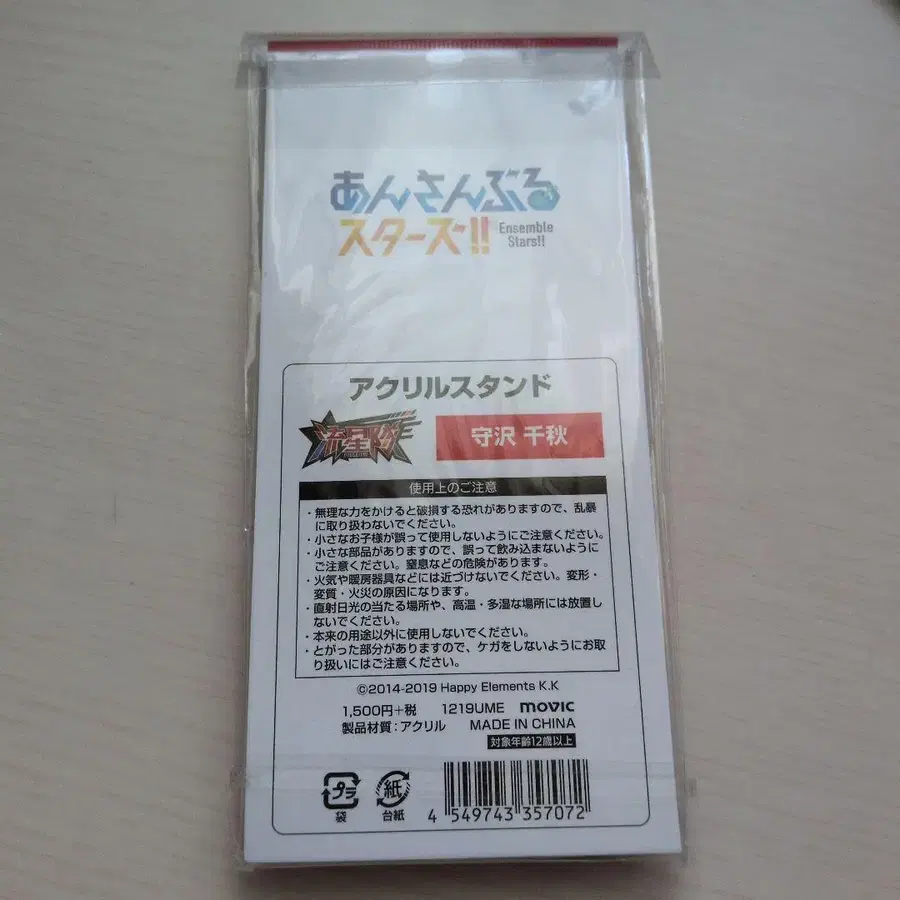 あんさんぶる
スターズ!!
Ensemble
Stars!!
アクリルスタンド
流星隊
守沢 千秋
使用上のご注意
・無理な力をかけると破損する恐れがありますので、乱暴
に取り扱わないでください。
・小さなお子様が誤って使用しないようにご注意ください。
・小さな部品がありますので、誤って飲み込まないように
ご注意ください。窒息などの危険があります。
・火気や暖房器具などには近づけないでください。変形・
変質・火災の原因になります。
・直射日光の当たる場所や、高温・多湿な場所には放置し
ないでください。
・本来の用途以外に使用しないでください。
・とがった部分がありますので、ケガをしないようにお取
り扱いにはご注意ください。
©2014-2019 Happy Elements K.K
1,500円+税 1219UME movic
製品材質:アクリル MADE IN CHINA
対象年齢12歳以上
プラ 紙
袋 台紙
4 549743 357072